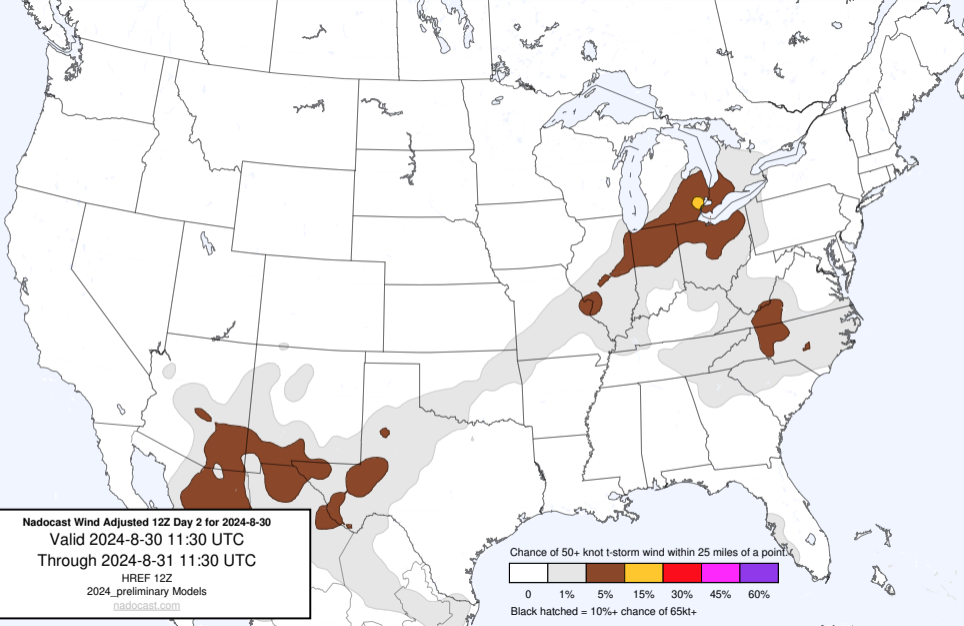 Nadocast Wind Adjusted 12Z Day 2 for 2024-8-30
Valid 2024-8-30 11:30 UTC
Through 2024-8-31 11:30 UTC
HREF 12Z
2024_preliminary Models
nadocast.com
Chance of 50+ knot t-storm wind within 25 miles of a point.
0 1% 5% 15% 30% 45% 60%
Black hatched = 10%+ chance of 65kt+